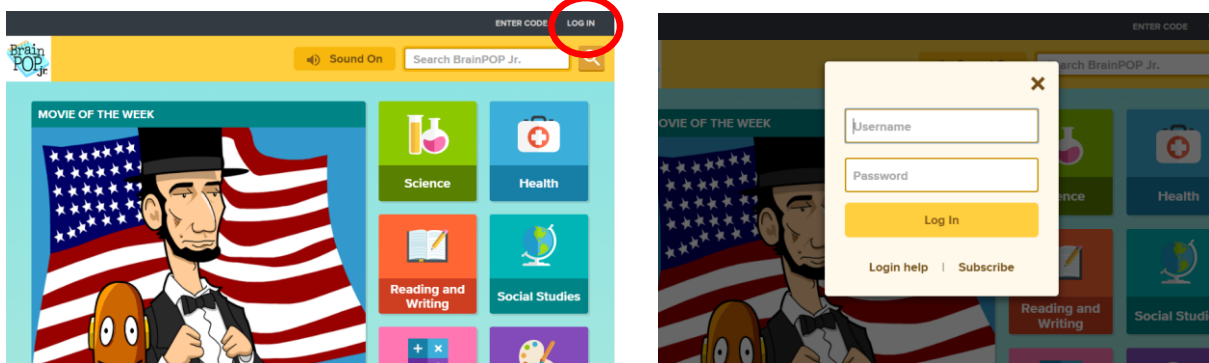 ENTER CODE LOG IN
Brain
POP
jr.
Sound On
Search BrainPOP Jr.
MOVIE OF THE WEEK
Science
Health
Reading and
Writing
Social Studies
ENTER CODE
arch BrainPOP Jr.
OVIE OF THE WEEK
Username
Password
Log In
Login help | Subscribe
ence
Health
Reading and
Writing
Social Studi